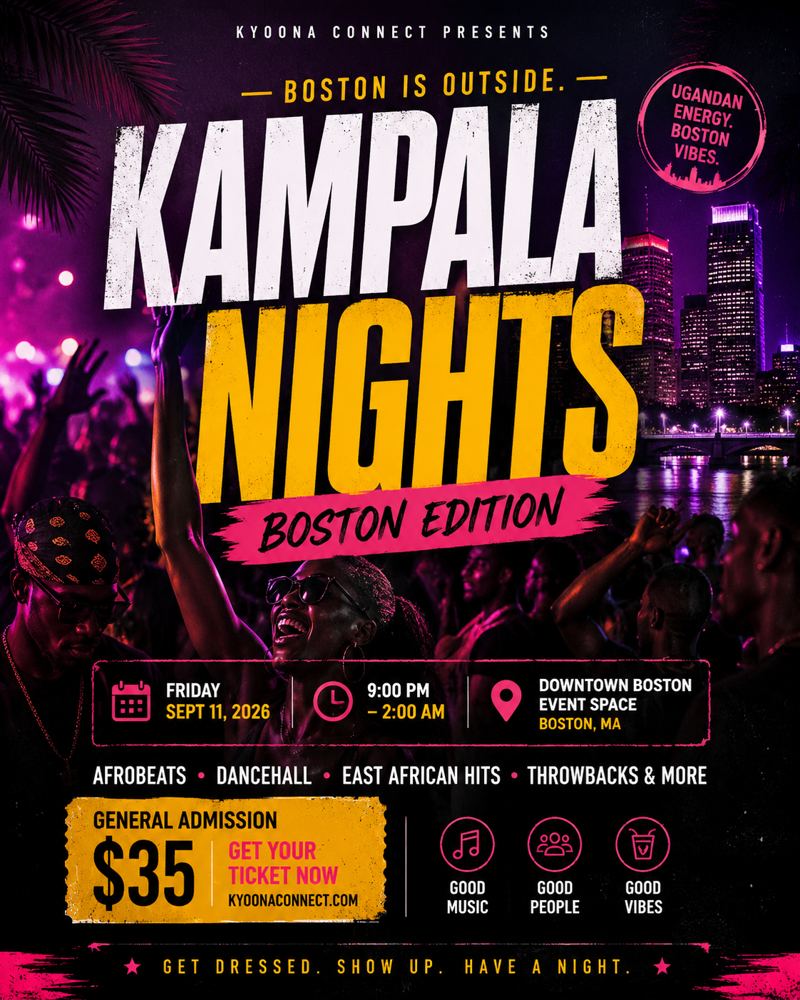 KYOONA CONNECT PRESENTS
— BOSTON IS OUTSIDE. —
UGANDAN
ENERGY.
BOSTON
VIBES.
KAMPALA
NIGHTS
BOSTON EDITION
FRIDAY
SEPT 11, 2026
9:00 PM
– 2:00 AM
DOWNTOWN BOSTON
EVENT SPACE
BOSTON, MA
AFROBEATS • DANCEHALL • EAST AFRICAN HITS • THROWBACKS & MORE
GENERAL ADMISSION
$35
GET YOUR
TICKET NOW
KYOONACONNECT.COM
GOOD
MUSIC
GOOD
PEOPLE
GOOD
VIBES
★ GET DRESSED. SHOW UP. HAVE A NIGHT. ★